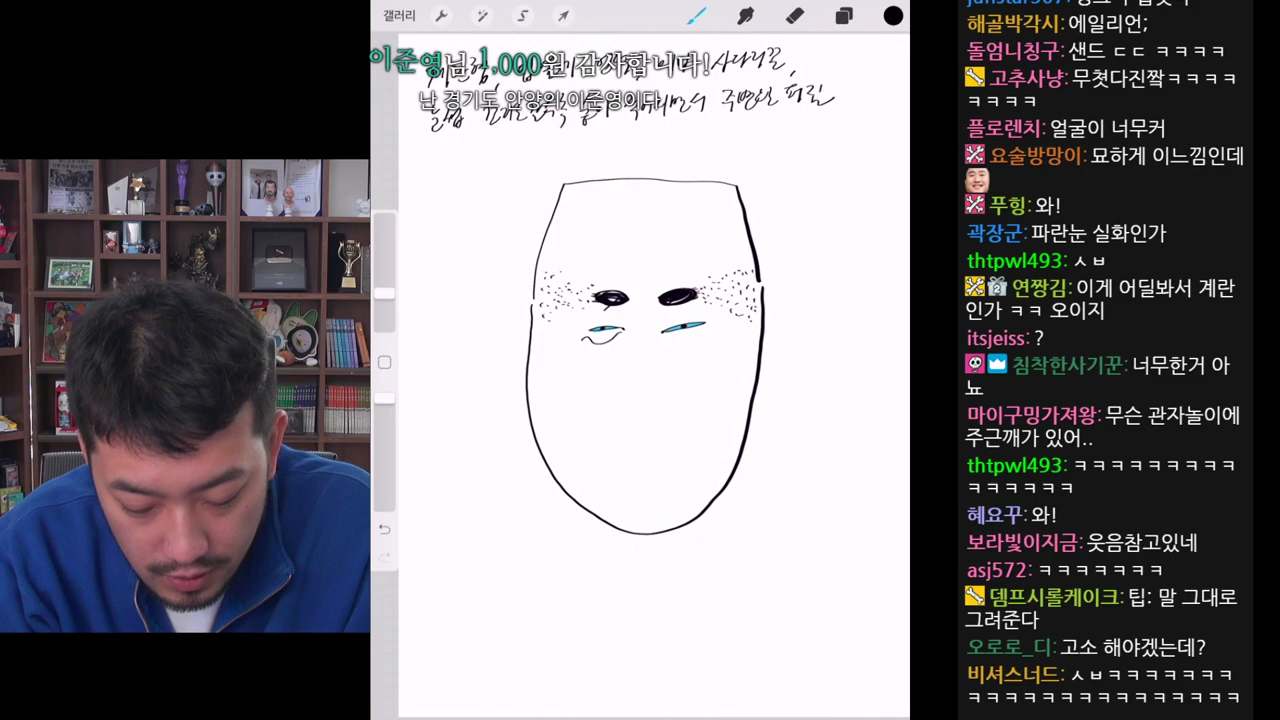 갤러리
이준영님 1,000원 감사합니다!
난 경기도 안양의 이준영이다
해골박각시: 에일리언;
돌엄니칭구: 샌드 ㄷㄷ ㅋㅋㅋㅋ
고추사냥: 무쳣다진짴ㅋㅋㅋㅋ
ㅋㅋㅋㅋ
플로렌치: 얼굴이 너무커
요술방망이: 묘하게 이느낌인데
푸헝: 와!
곽장군: 파란눈 실화인가
thtpwl493: ㅅㅂ
연짱김: 이게 어딜봐서 계란
인가 ㅋㅋ 오이지
itsjeiss: ?
침착한사기꾼: 너무한거 아
뇨
마이구밍가져왕: 무슨 관자놀이에
주근깨가 있어..
thtpwl493: ㅋㅋㅋㅋㅋㅋㅋㅋㅋ
ㅋㅋㅋㅋㅋㅋ
혜요꾸: 와!
보라빛이지금: 웃음참고있네
asj572: ㅋㅋㅋㅋㅋㅋㅋ
뎀프시롤케이크: 팁: 말 그대로
그려준다
오로로_디: 고소 해야겠는데?
비셔스너드: ㅅㅂㅋㅋㅋㅋㅋㅋㅋ
ㅋㅋㅋㅋㅋㅋㅋㅋㅋㅋㅋㅋㅋㅋㅋ